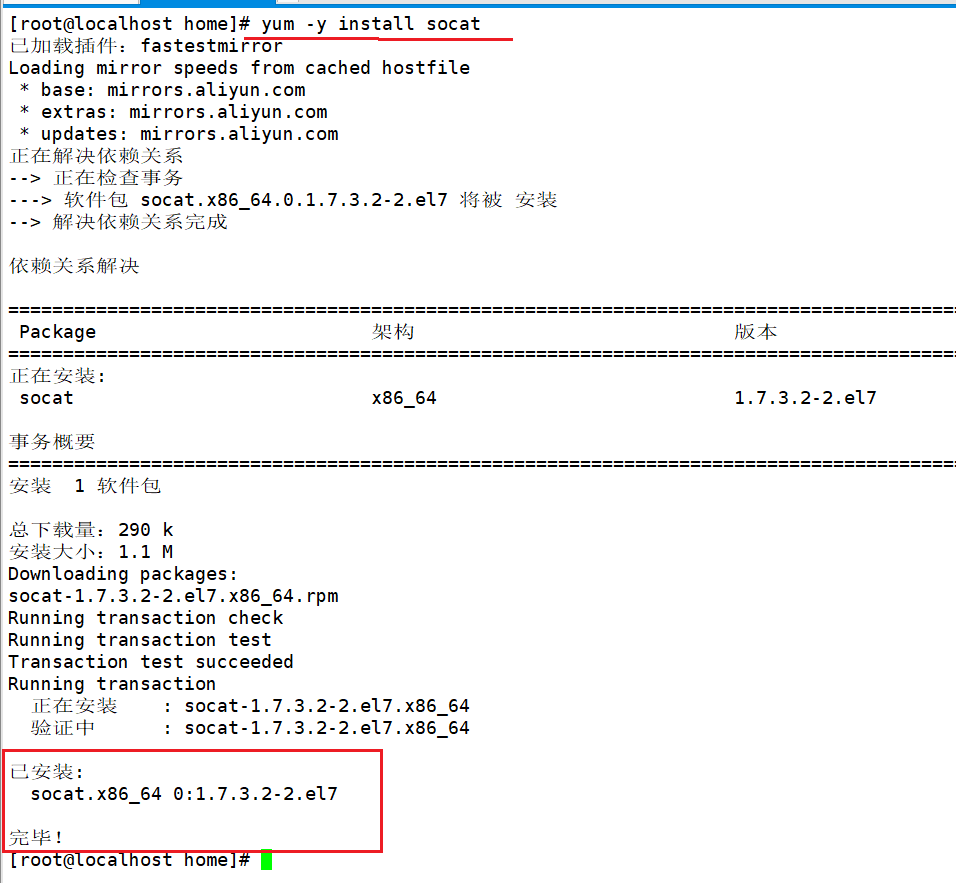 [root@localhost home]# yum -y install socat
已加载插件：fastestmirror
Loading mirror speeds from cached hostfile
 * base: mirrors.aliyun.com
 * extras: mirrors.aliyun.com
 * updates: mirrors.aliyun.com
正在解决依赖关系
--> 正在检查事务
---> 软件包 socat.x86_64.0.1.7.3.2-2.el7 将被 安装
--> 解决依赖关系完成
依赖关系解决
================================================================================
 Package 架构 版本
================================================================================
正在安装:
 socat x86_64 1.7.3.2-2.el7
事务概要
================================================================================
安装  1 软件包
总下载量：290 k
安装大小：1.1 M
Downloading packages:
socat-1.7.3.2-2.el7.x86_64.rpm
Running transaction check
Running transaction test
Transaction test succeeded
Running transaction
  正在安装    : socat-1.7.3.2-2.el7.x86_64
  验证中      : socat-1.7.3.2-2.el7.x86_64
已安装:
  socat.x86_64 0:1.7.3.2-2.el7
完毕！
[root@localhost home]#